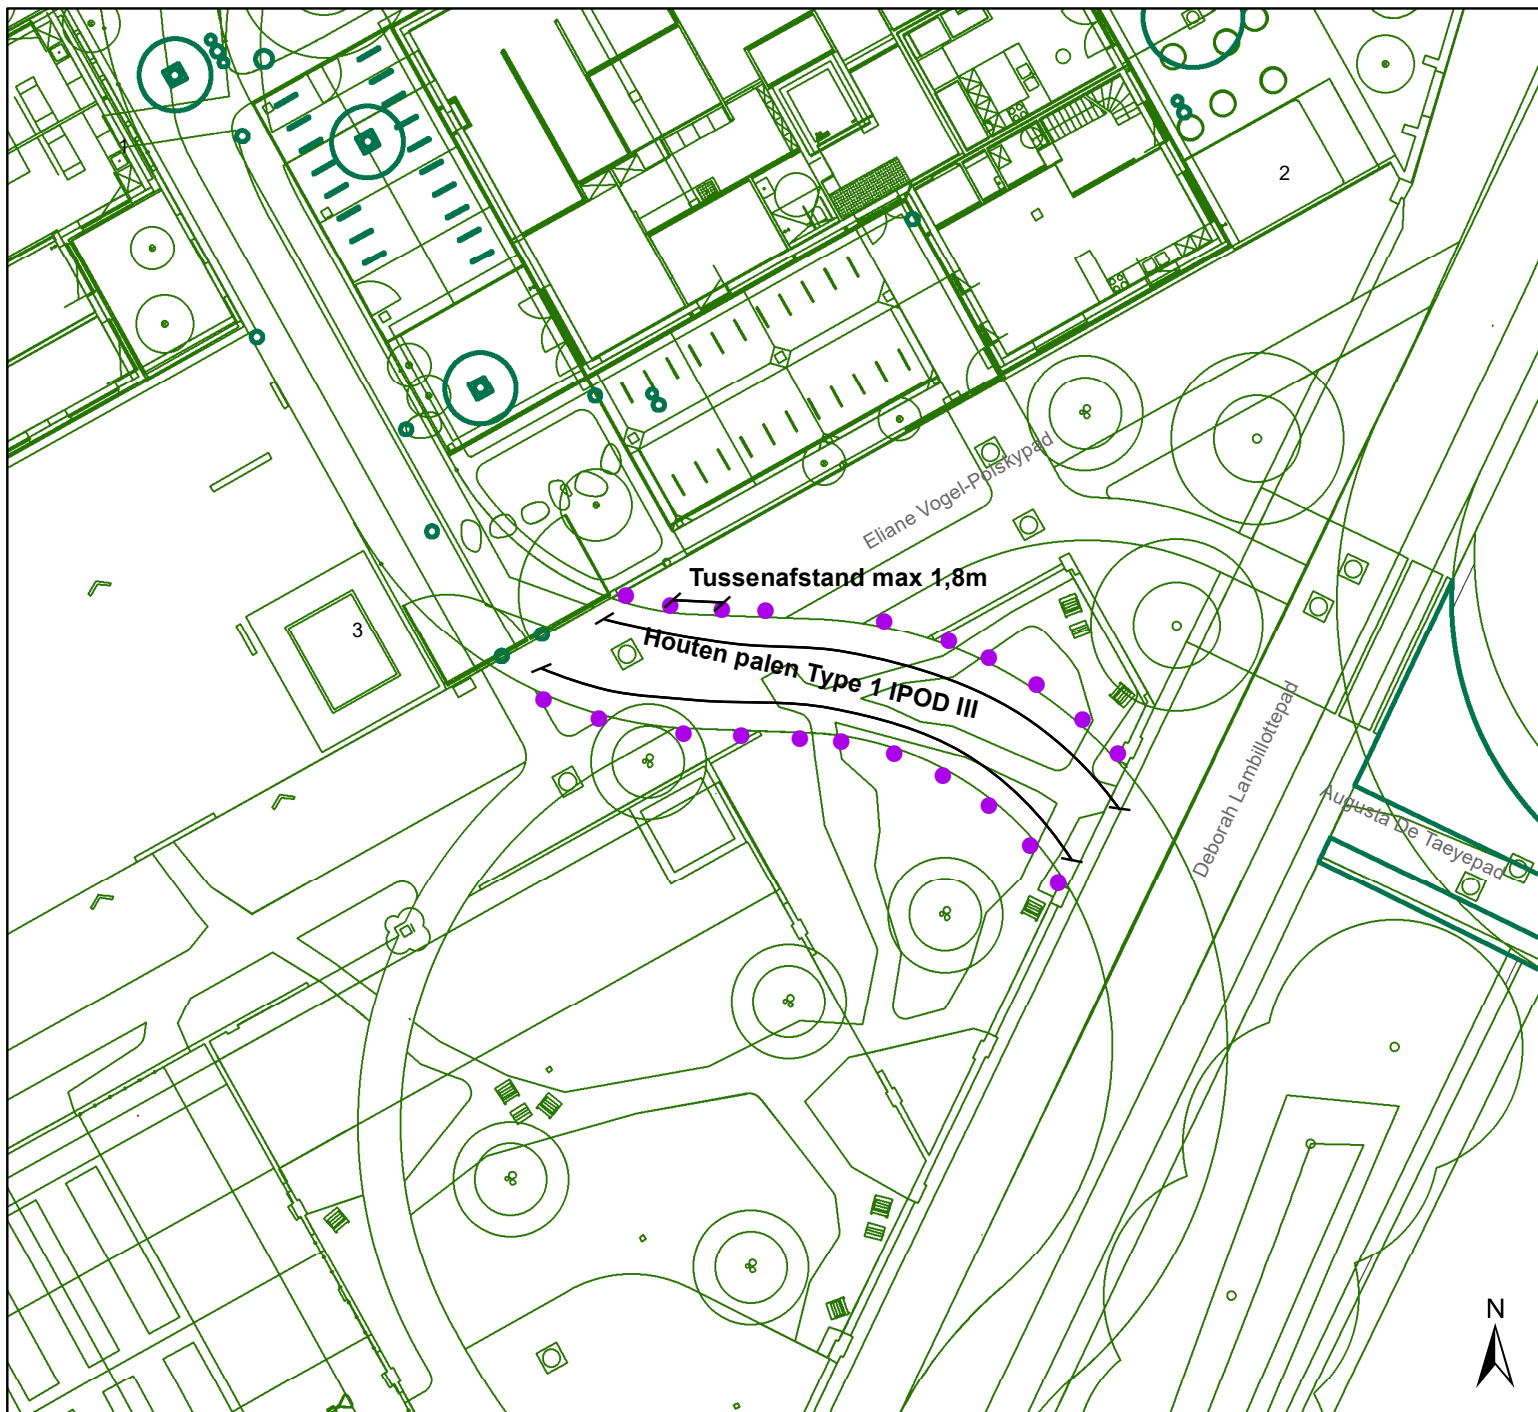 1
2
Eliane Vogel-Polskypad
Tussenafstand max 1,8m
3
Houten palen Type 1 IPOD III
Deborah Lambillottepad
Augusta De Taeyepad
N